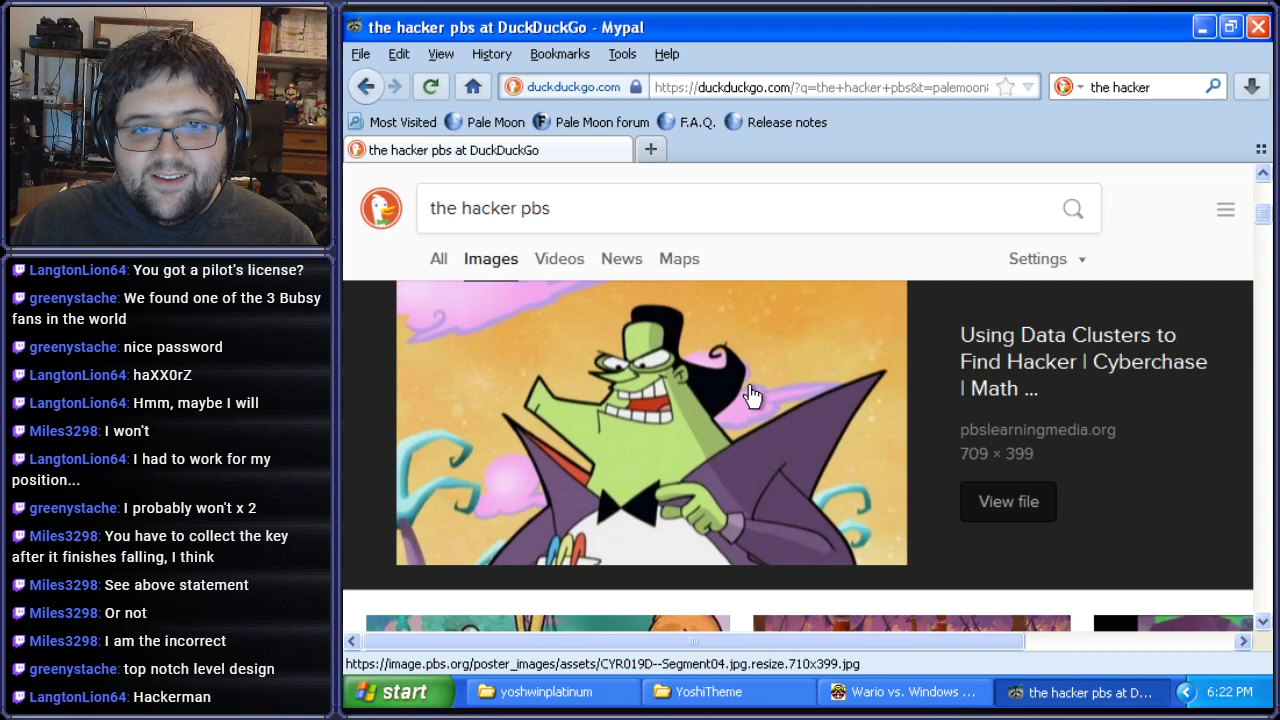 the hacker pbs at DuckDuckGo - Mypal
File Edit View History Bookmarks Tools Help
duckduckgo.com https://duckduckgo.com/?q=the+hacker+pbs&t=palemoon& the hacker
Most Visited Pale Moon Pale Moon forum F.A.Q. Release notes
the hacker pbs at DuckDuckGo
the hacker pbs
All Images Videos News Maps Settings
Using Data Clusters to
Find Hacker | Cyberchase
| Math ...
pbslearningmedia.org
709 × 399
View file
https://image.pbs.org/poster_images/assets/CYR019D--Segment04.jpg.resize.710x399.jpg
start yoshwinplatinum YoshiTheme Wario vs. Windows ... the hacker pbs at D... 6:22 PM
LangtonLion64: You got a pilot's license?
greenystache: We found one of the 3 Bubsy
fans in the world
greenystache: nice password
LangtonLion64: haXX0rZ
LangtonLion64: Hmm, maybe I will
Miles3298: I won't
LangtonLion64: I had to work for my
position...
greenystache: I probably won't x 2
Miles3298: You have to collect the key
after it finishes falling, I think
Miles3298: See above statement
Miles3298: Or not
Miles3298: I am the incorrect
greenystache: top notch level design
LangtonLion64: Hackerman